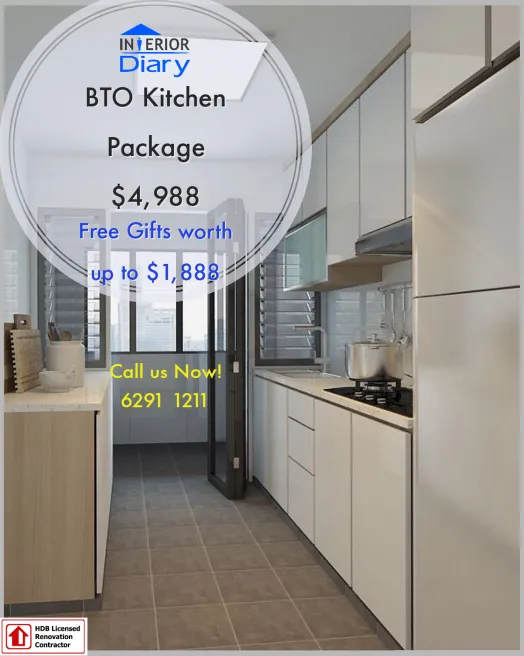 INTERIOR
Diary
BTO Kitchen
Package
$4,988
Free Gifts worth
up to $1,888
Call us Now!
6291 1211
HDB Licensed
Renovation
Contractor